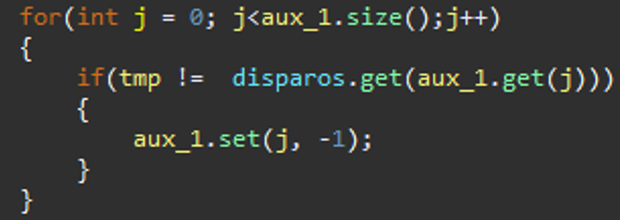 for(int j = 0; j<aux_1.size();j++)
{
if(tmp !=  disparos.get(aux_1.get(j)))
{
aux_1.set(j, -1);
}
}